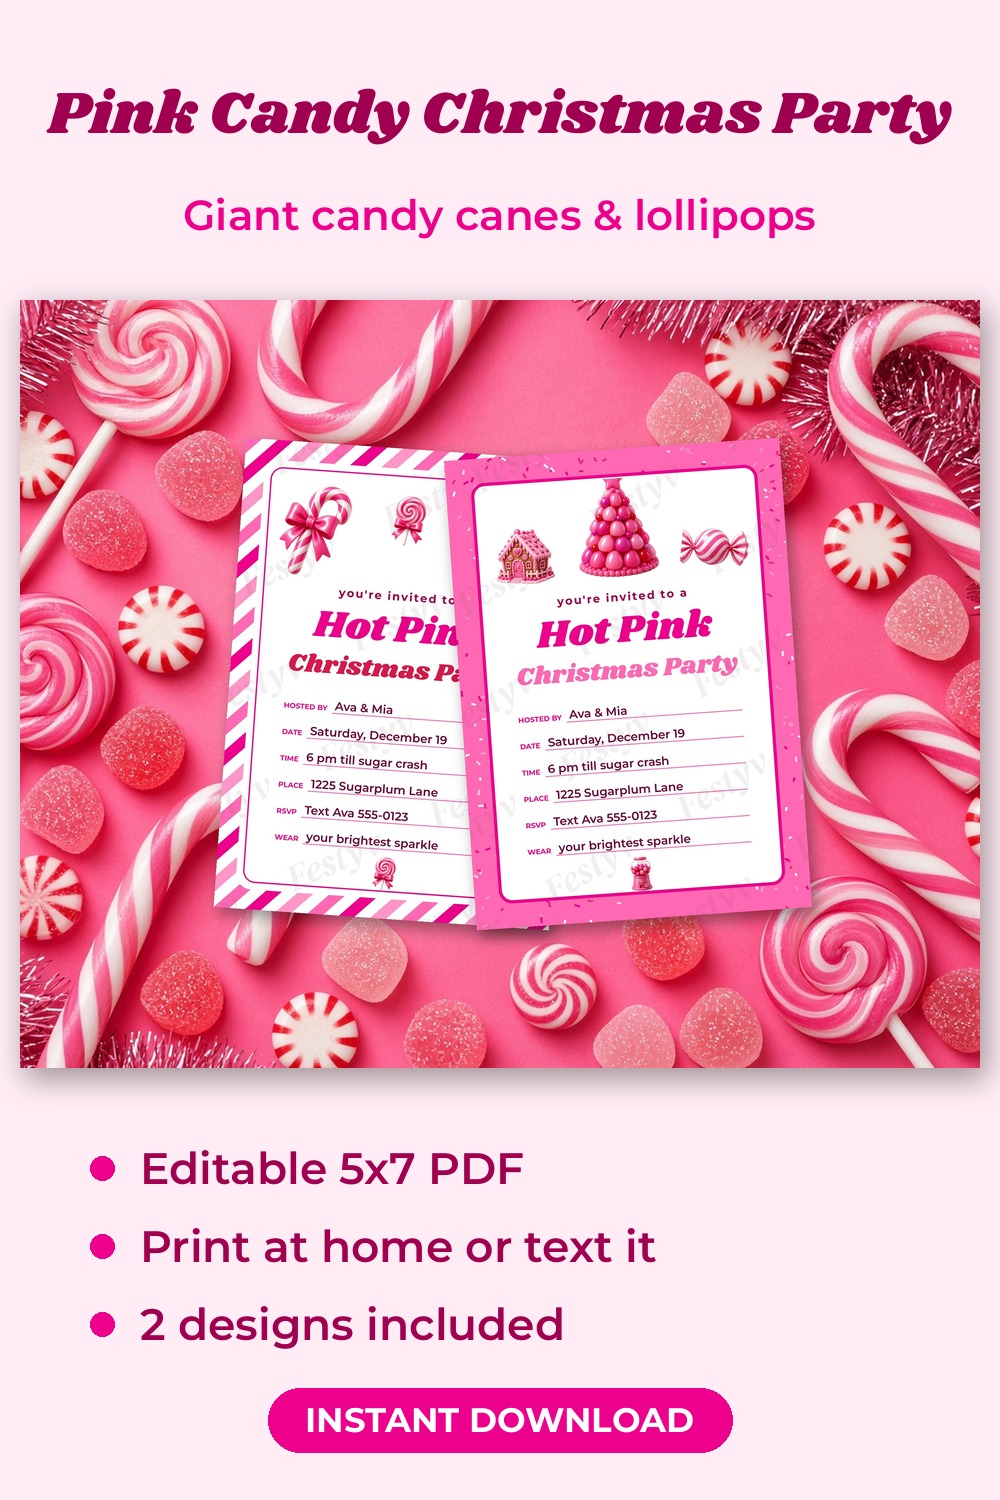 Pink Candy Christmas Party
Giant candy canes & lollipops
you're invited to
Hot Pin
Christmas Pa
HOSTED BY Ava & Mia
DATE Saturday, December 19
TIME 6 pm till sugar crash
PLACE 1225 Sugarplum Lane
RSVP Text Ava 555-0123
WEAR your brightest sparkle
you're invited to a
Hot Pink
Christmas Party
HOSTED BY Ava & Mia
DATE Saturday, December 19
TIME 6 pm till sugar crash
PLACE 1225 Sugarplum Lane
RSVP Text Ava 555-0123
WEAR your brightest sparkle
Editable 5x7 PDF
Print at home or text it
2 designs included
INSTANT DOWNLOAD